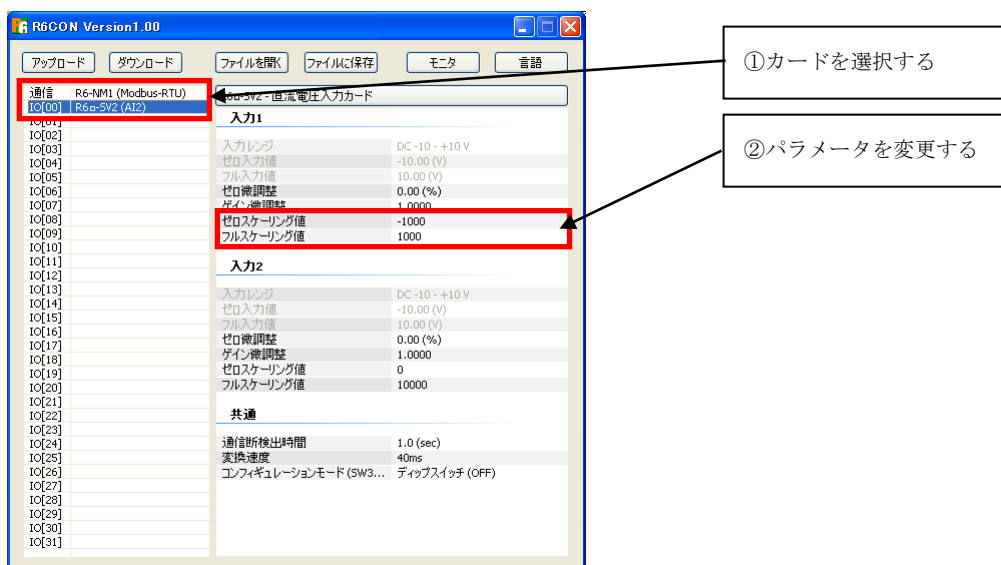 R6CON Version1.00
アップロード ダウンロード ファイルを開く ファイルに保存 モニタ 言語
①カードを選択する
通信 R6-NM1 (Modbus-RTU)
IO[00] R6α-SV2 (AI2)
IO[01]
IO[02]
IO[03]
IO[04]
IO[05]
IO[06]
IO[07]
IO[08]
IO[09]
IO[10]
IO[11]
IO[12]
IO[13]
IO[14]
IO[15]
IO[16]
IO[17]
IO[18]
IO[19]
IO[20]
IO[21]
IO[22]
IO[23]
IO[24]
IO[25]
IO[26]
IO[27]
IO[28]
IO[29]
IO[30]
IO[31]
R6α-SV2 - 直流電圧入力カード
入力1
入力レンジ DC -10 - +10 V
ゼロ入力値 -10.00 (V)
フル入力値 10.00 (V)
ゼロ微調整 0.00 (%)
ゲイン微調整 1.0000
ゼロスケーリング値 -1000
フルスケーリング値 1000
入力2
入力レンジ DC -10 - +10 V
ゼロ入力値 -10.00 (V)
フル入力値 10.00 (V)
ゼロ微調整 0.00 (%)
ゲイン微調整 1.0000
ゼロスケーリング値 0
フルスケーリング値 10000
共通
通信断検出時間 1.0 (sec)
変換速度 40ms
コンフィギュレーションモード (SW3... ディップスイッチ (OFF)
②パラメータを変更する